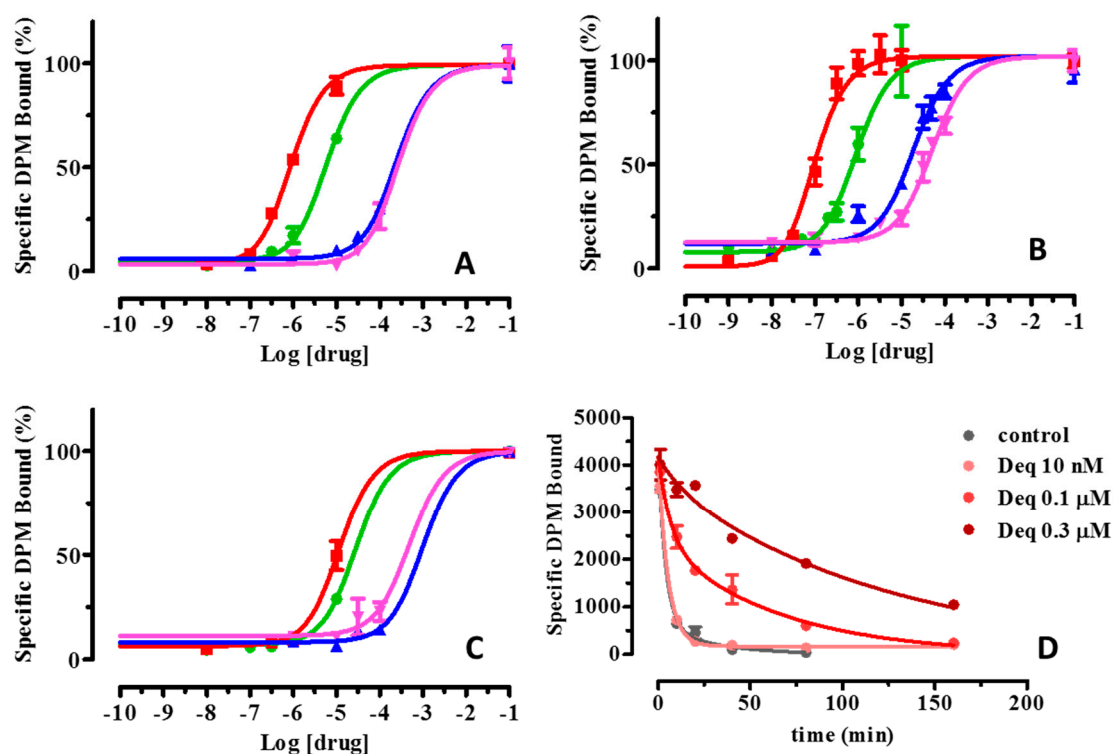 Specific DPM Bound (%)
100
50
0
A
-10 -9 -8 -7 -6 -5 -4 -3 -2 -1
Log [drug]
Specific DPM Bound (%)
100
50
0
B
-10 -9 -8 -7 -6 -5 -4 -3 -2 -1
Log [drug]
Specific DPM Bound (%)
100
50
0
C
-10 -9 -8 -7 -6 -5 -4 -3 -2 -1
Log [drug]
Specific DPM Bound
5000
4000
3000
2000
1000
0
control
Deq 10 nM
Deq 0.1 μM
Deq 0.3 μM
D
0 50 100 150 200
time (min)